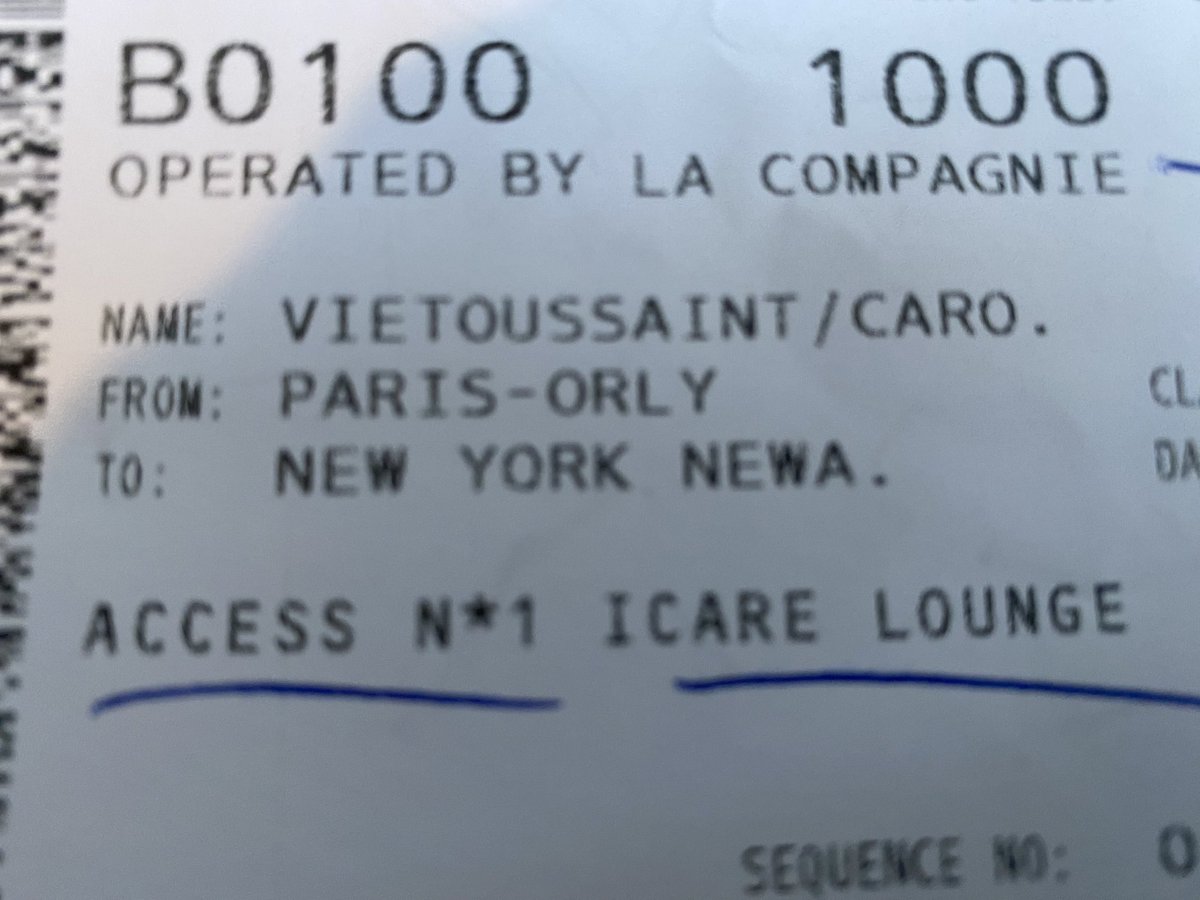 B0100 1000
OPERATED BY LA COMPAGNIE
NAME: VIETOUSSAINT/CARO.
FROM: PARIS-ORLY
TO: NEW YORK NEWA.
ACCESS N*1 ICARE LOUNGE
SEQUENCE NO: